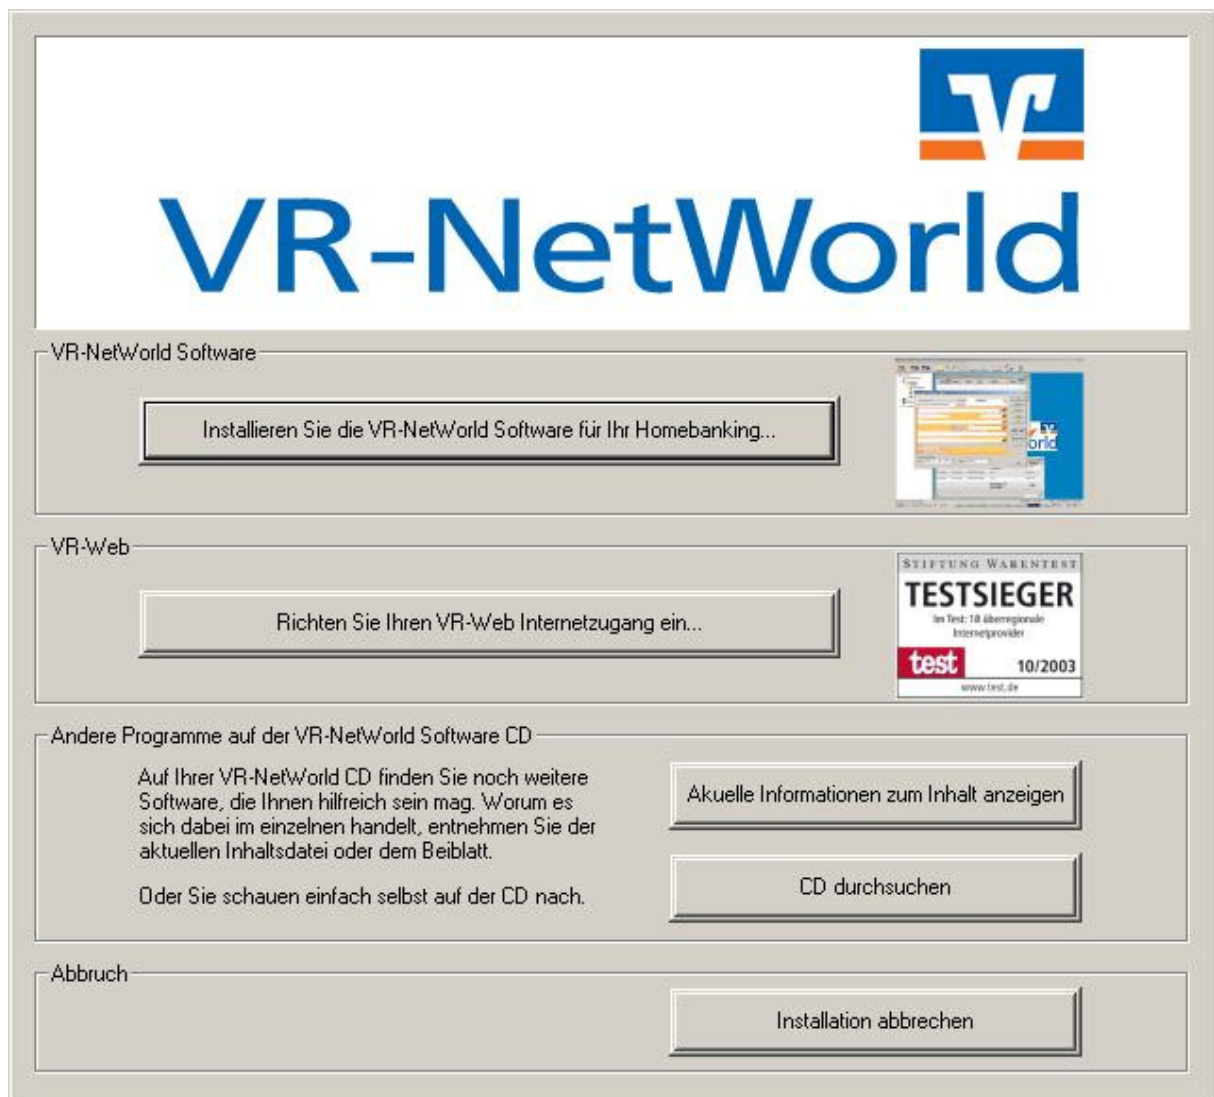 VR-NetWorld
VR-NetWorld Software
Installieren Sie die VR-NetWorld Software für Ihr Homebanking...
orld
VR-Web
Richten Sie Ihren VR-Web Internetzugang ein...
STIFTUNG WARENTEST
TESTSIEGER
Im Test: 18 überregionale
Internetprovider
test 10/2003
www.test.de
Andere Programme auf der VR-NetWorld Software CD
Auf Ihrer VR-NetWorld CD finden Sie noch weitere
Software, die Ihnen hilfreich sein mag. Worum es
sich dabei im einzelnen handelt, entnehmen Sie der
aktuellen Inhaltsdatei oder dem Beiblatt.
Oder Sie schauen einfach selbst auf der CD nach.
Akuelle Informationen zum Inhalt anzeigen
CD durchsuchen
Abbruch
Installation abbrechen